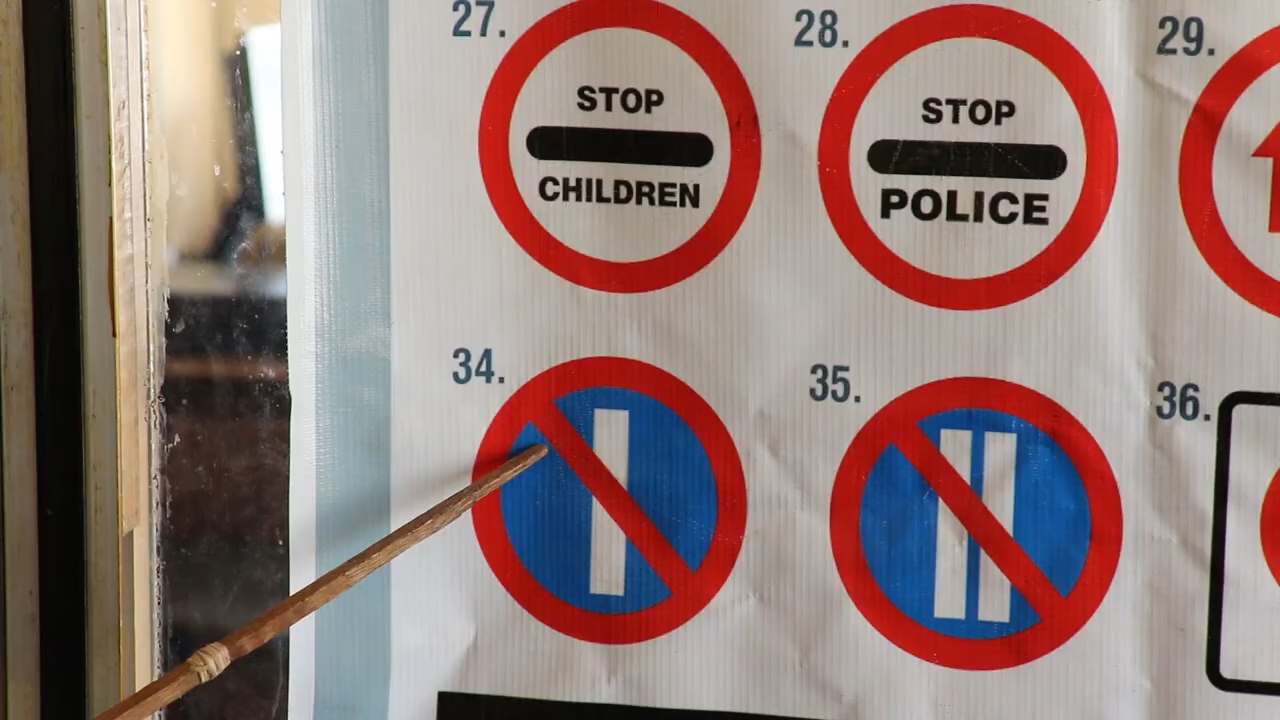 27.
STOP
CHILDREN
28.
STOP
POLICE
29.
34.
35.
36.